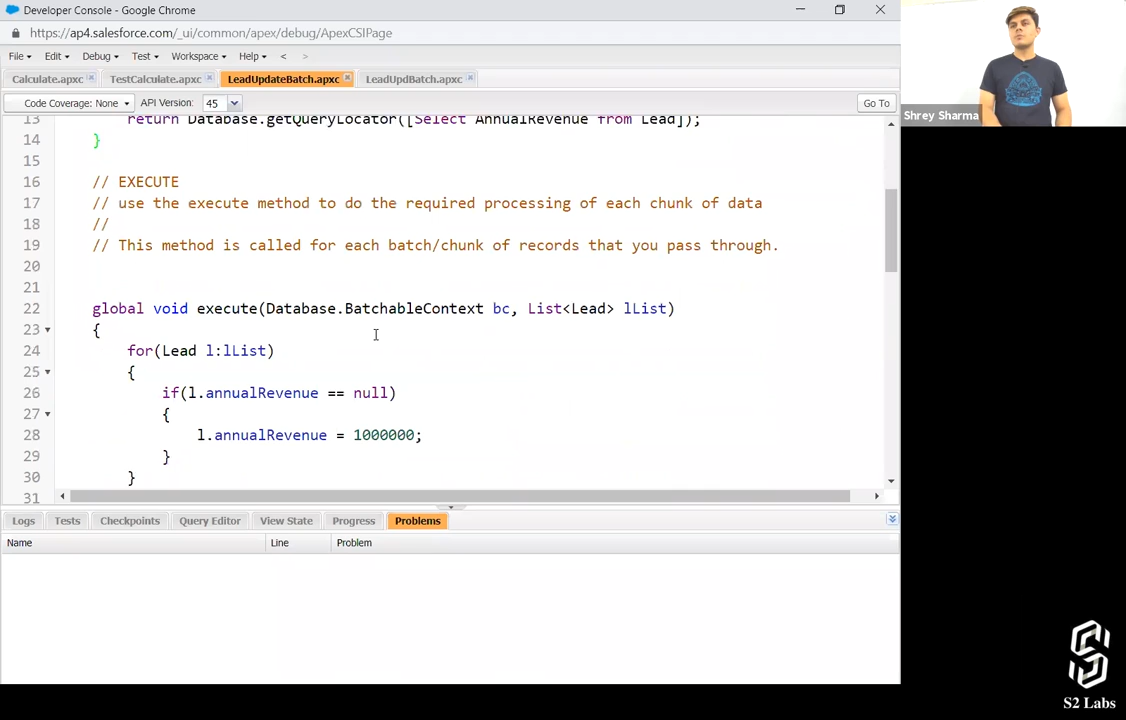 Developer Console - Google Chrome
https://ap4.salesforce.com/_ui/common/apex/debug/ApexCSIPage
File Edit Debug Test Workspace Help < >
Calculate.apxc TestCalculate.apxc LeadUpdateBatch.apxc LeadUpdBatch.apxc
Code Coverage: None API Version: 45 Go To
Shrey Sharma
13 return Database.getQueryLocator([Select AnnualRevenue from Lead]);
14 }
15
16 // EXECUTE
17 // use the execute method to do the required processing of each chunk of data
18 //
19 // This method is called for each batch/chunk of records that you pass through.
20
21
22 global void execute(Database.BatchableContext bc, List<Lead> lList)
23 {
24 for(Lead l:lList)
25 {
26 if(l.annualRevenue == null)
27 {
28 l.annualRevenue = 1000000;
29 }
30 }
31
Logs Tests Checkpoints Query Editor View State Progress Problems
Name Line Problem
S2 Labs